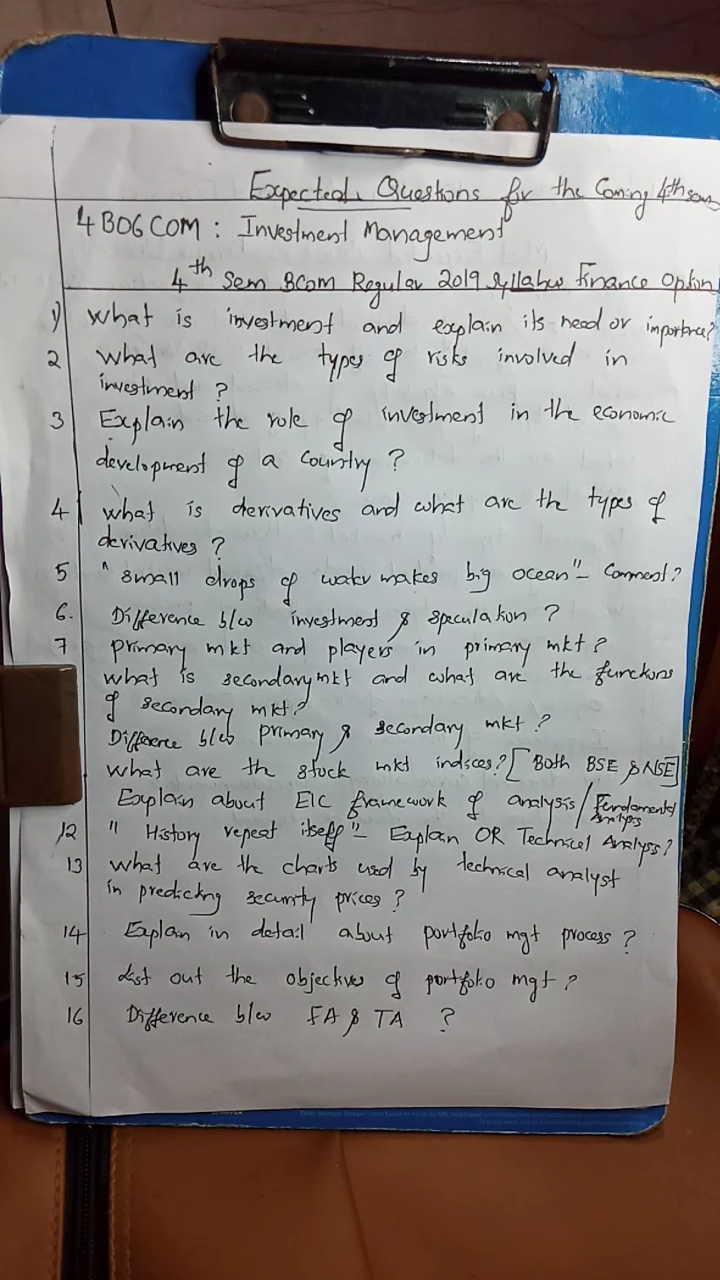 Expected Questions for the Coming 4th sem
4 B06 COM : Investment Management
4th Sem BCom Regular 2019 Syllabus Finance Option
1) What is investment and explain its need or importance?
2 What are the types of risks involved in
investment ?
3 Explain the role of investment in the economic
development of a country ?
4 What is derivatives and what are the types of
derivatives ?
5 "Small drops of water makes big ocean" - Comment?
6. Difference b/w investment & speculation ?
7 primary mkt and players in primary mkt ?
What is secondary mkt and what are the functions
of secondary mkt?
Difference b/w primary & secondary mkt ?
What are the stock mkt indices? [Both BSE & NSE]
Explain about EIC framework of analysis / Fundamental
Analysis
12 " History repeat itself" - Explain OR Technical Analysis?
13 What are the charts used by technical analyst
in predicting security prices ?
14 Explain in detail about portfolio mgt process ?
15 List out the objectives of portfolio mgt ?
16 Difference b/w FA & TA ?